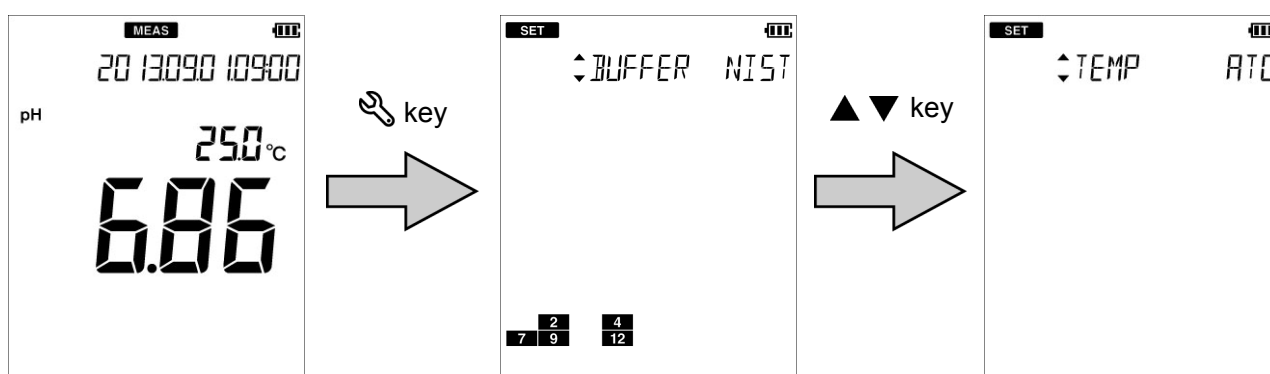 MEAS
2013.09.01.09:00
pH
25.0 °C
6.86
key
SET
BUFFER NIST
2 4
7 9 12
key
SET
TEMP ATC